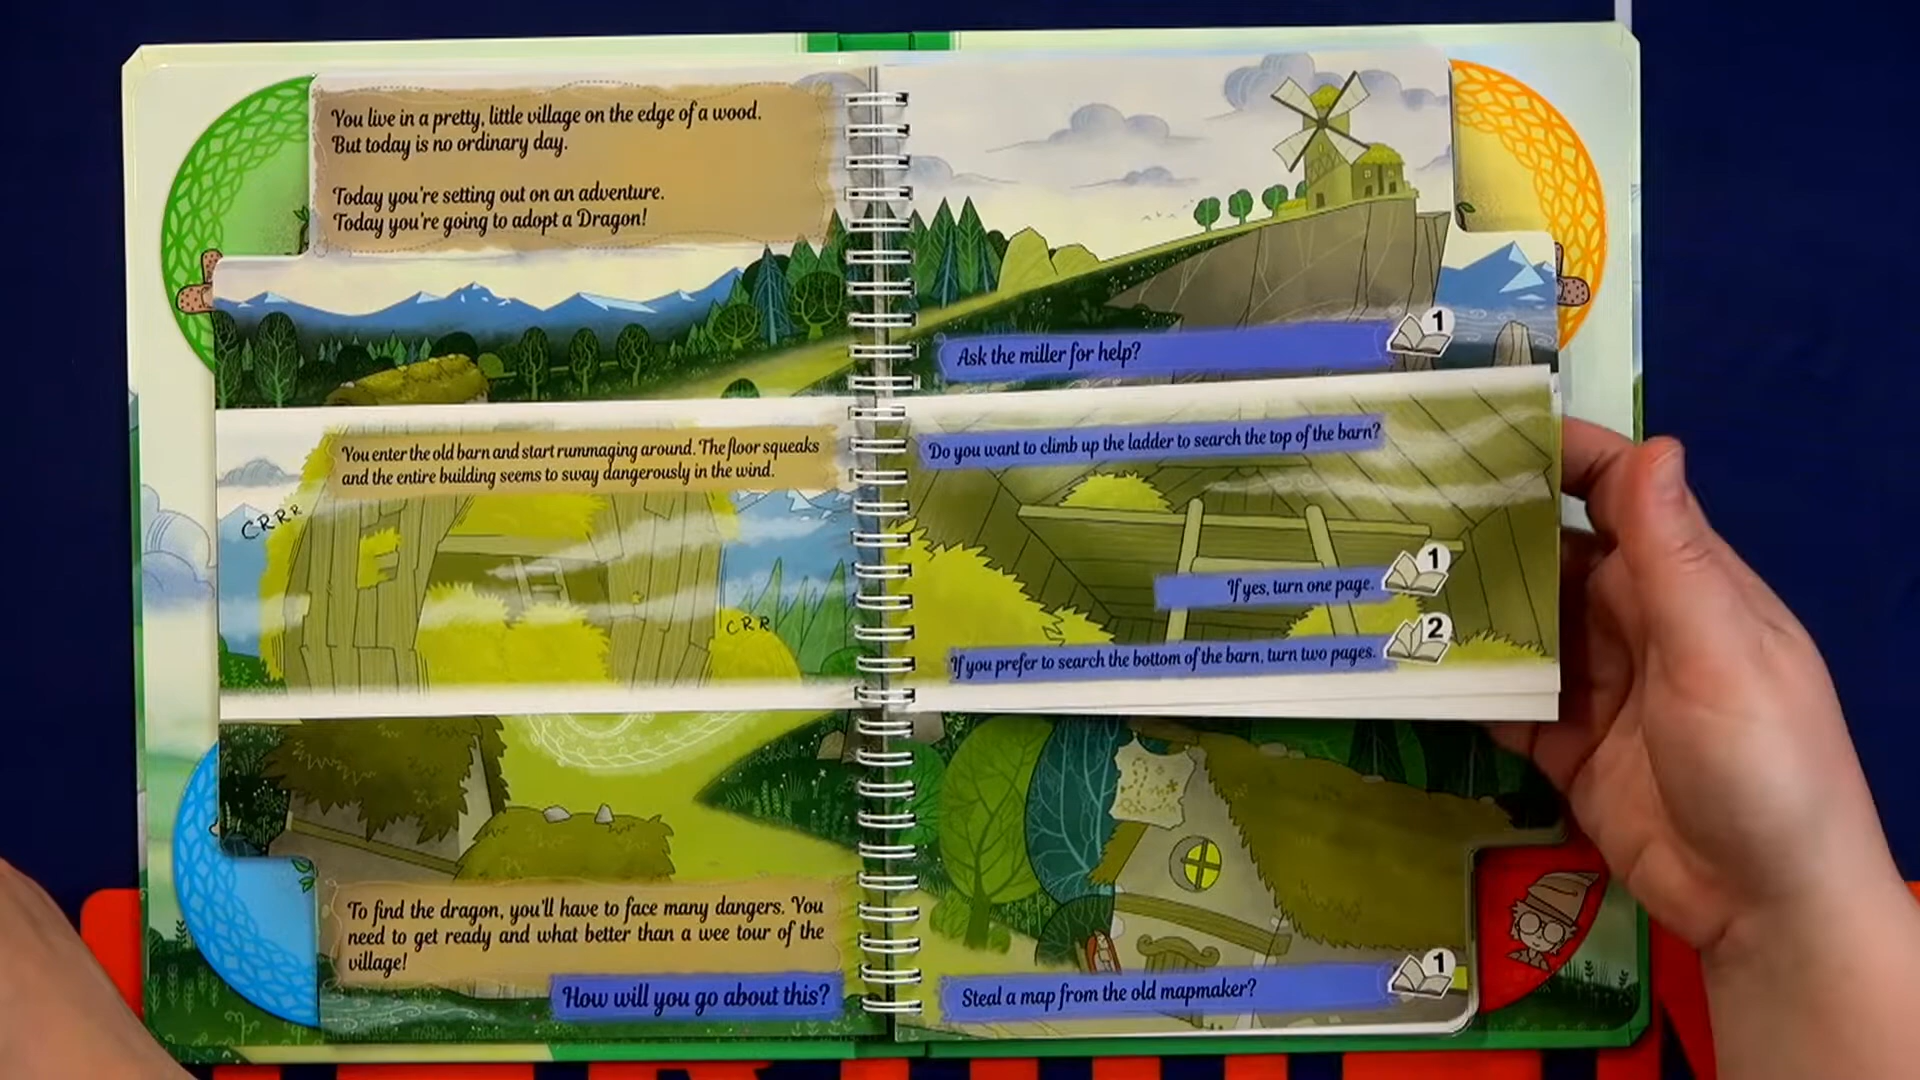 You live in a pretty, little village on the edge of a wood.
But today is no ordinary day.
Today you're setting out on an adventure.
Today you're going to adopt a Dragon!
1
Ask the miller for help?
You enter the old barn and start rummaging around. The floor squeaks
and the entire building seems to sway dangerously in the wind.
CRRR
CRR
Do you want to climb up the ladder to search the top of the barn?
1
If yes, turn one page.
2
If you prefer to search the bottom of the barn, turn two pages.
To find the dragon, you'll have to face many dangers. You
need to get ready and what better than a wee tour of the
village!
How will you go about this?
1
Steal a map from the old mapmaker?